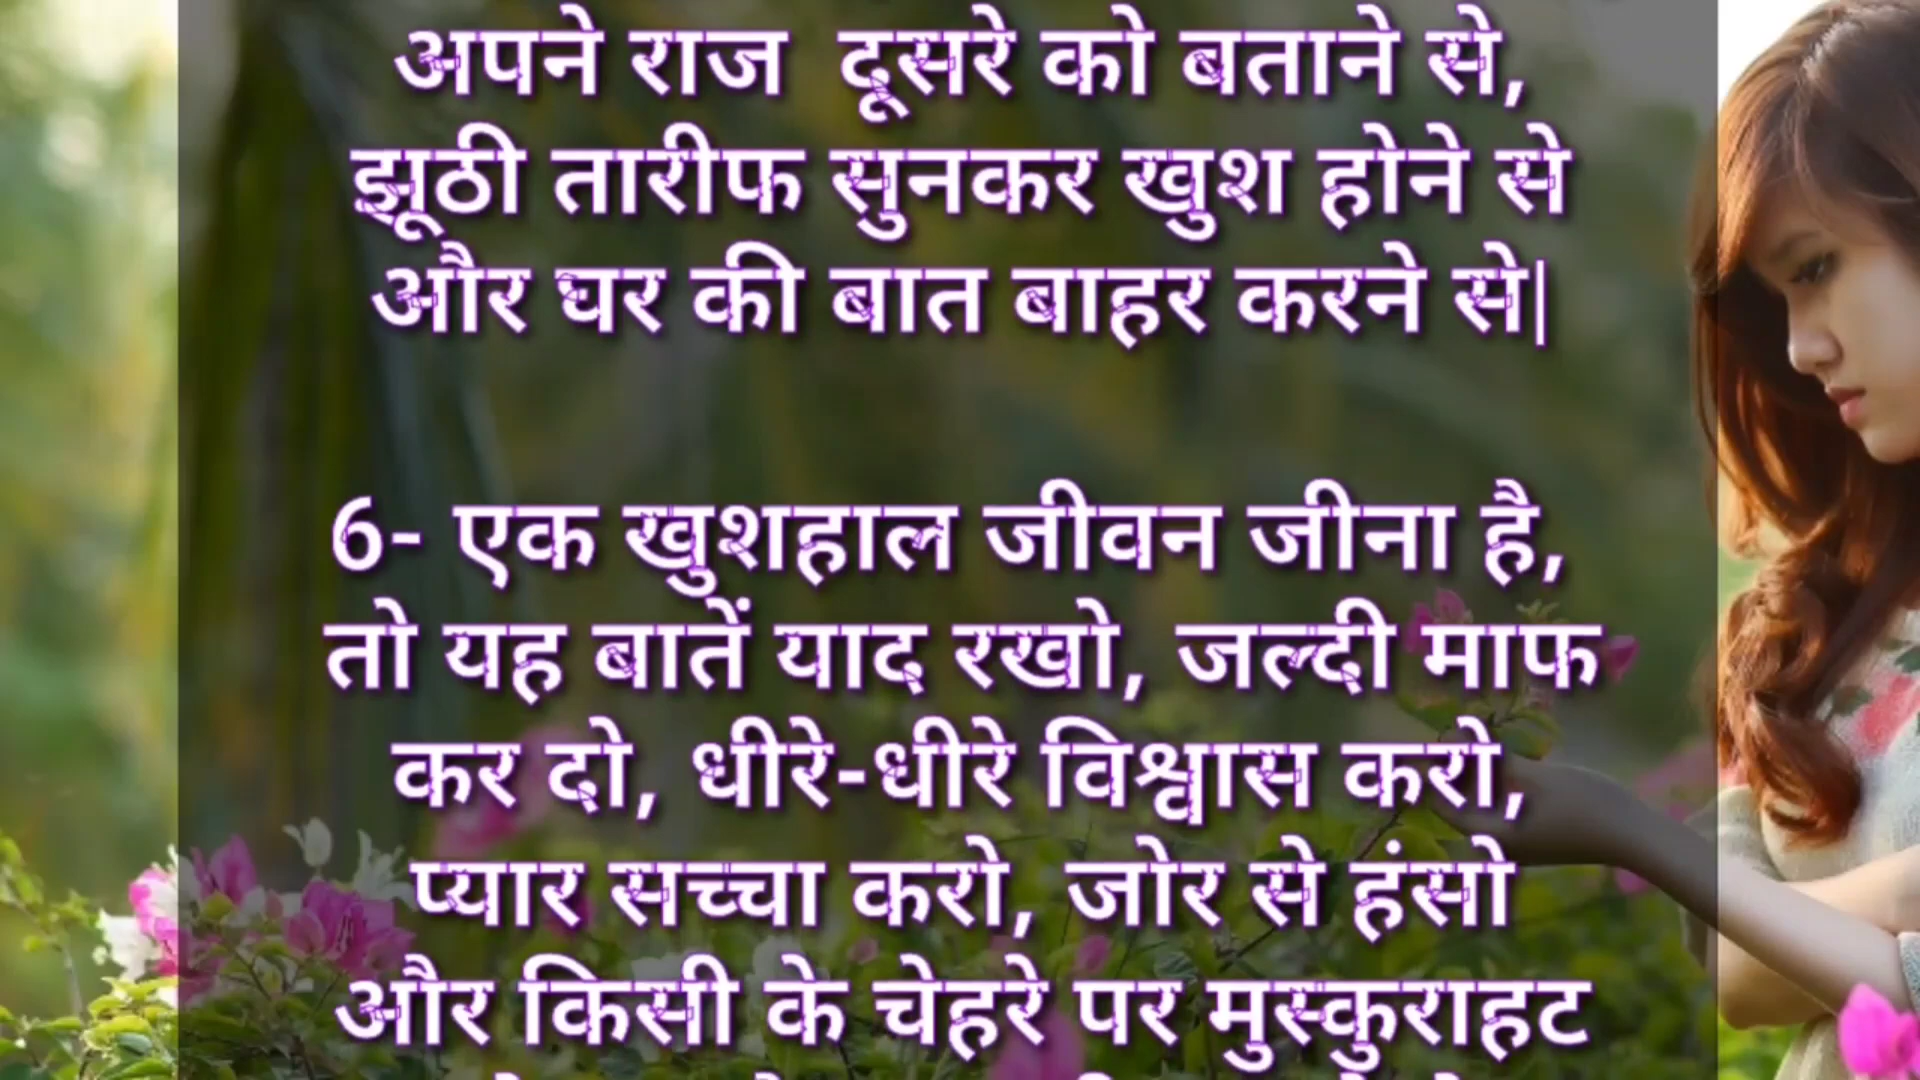 अपने राज दूसरे को बताने से,
झूठी तारीफ सुनकर खुश होने से
और घर की बात बाहर करने से|
6- एक खुशहाल जीवन जीना है,
तो यह बातें याद रखो, जल्दी माफ
कर दो, धीरे-धीरे विश्वास करो,
प्यार सच्चा करो, जोर से हंसो
और किसी के चेहरे पर मुस्कुराहट